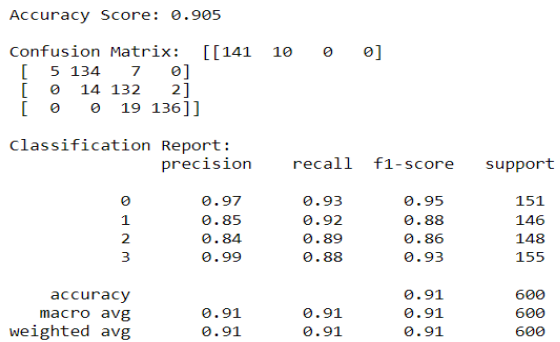 Accuracy Score: 0.905
Confusion Matrix:  [[141  10   0   0]
 [  5 134   7   0]
 [  0  14 132   2]
 [  0   0  19 136]]
Classification Report:
              precision    recall  f1-score   support
           0       0.97      0.93      0.95       151
           1       0.85      0.92      0.88       146
           2       0.84      0.89      0.86       148
           3       0.99      0.88      0.93       155
    accuracy                           0.91       600
   macro avg       0.91      0.91      0.91       600
weighted avg       0.91      0.91      0.91       600